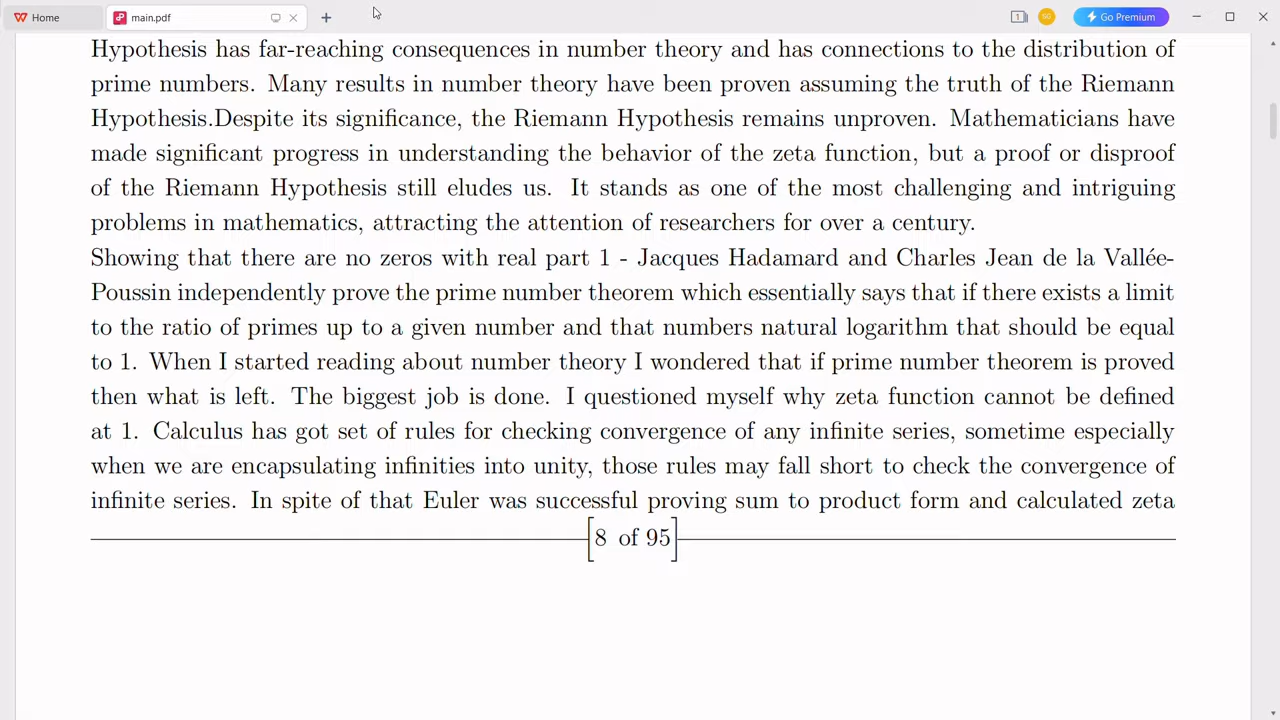 Home
main.pdf
1
SG
Go Premium
Hypothesis has far-reaching consequences in number theory and has connections to the distribution of
prime numbers. Many results in number theory have been proven assuming the truth of the Riemann
Hypothesis.Despite its significance, the Riemann Hypothesis remains unproven. Mathematicians have
made significant progress in understanding the behavior of the zeta function, but a proof or disproof
of the Riemann Hypothesis still eludes us. It stands as one of the most challenging and intriguing
problems in mathematics, attracting the attention of researchers for over a century.
Showing that there are no zeros with real part 1 - Jacques Hadamard and Charles Jean de la Vallée-
Poussin independently prove the prime number theorem which essentially says that if there exists a limit
to the ratio of primes up to a given number and that numbers natural logarithm that should be equal
to 1. When I started reading about number theory I wondered that if prime number theorem is proved
then what is left. The biggest job is done. I questioned myself why zeta function cannot be defined
at 1. Calculus has got set of rules for checking convergence of any infinite series, sometime especially
when we are encapsulating infinities into unity, those rules may fall short to check the convergence of
infinite series. In spite of that Euler was successful proving sum to product form and calculated zeta
[8 of 95]